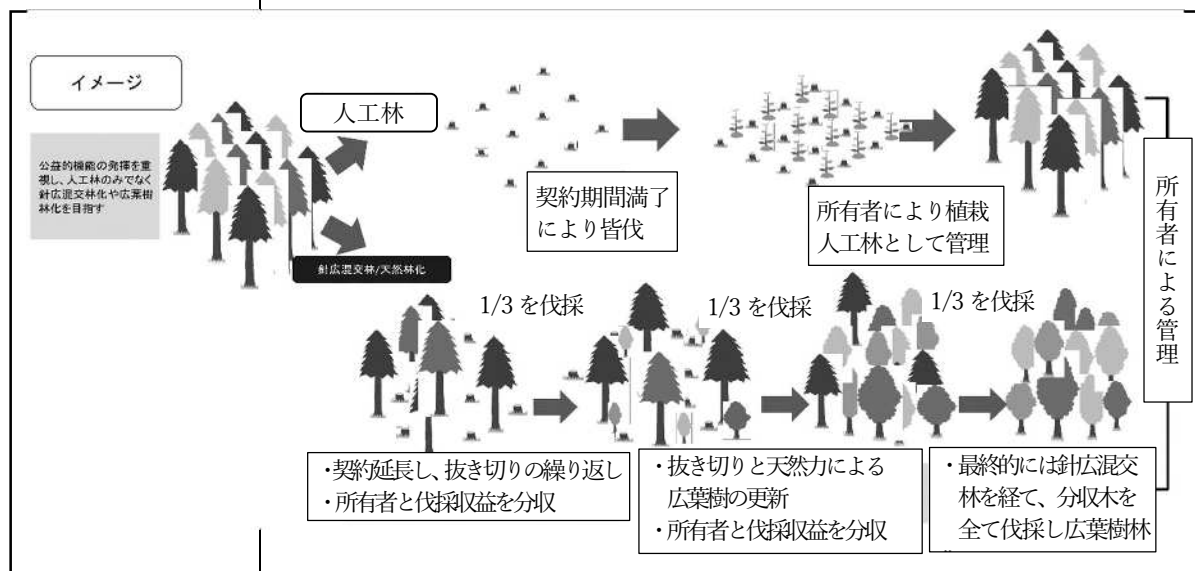 イメージ
公益的機能の発揮を重
視し、人工林のみでなく
針広混交林化や広葉樹
林化を目指す
人工林
契約期間満了
により皆伐
所有者により植栽
人工林として管理
所有者による管理
針広混交林/天然林化
1/3 を伐採
1/3 を伐採
1/3 を伐採
・契約延長し、抜き切りの繰り返し
・所有者と伐採収益を分収
・抜き切りと天然力による
広葉樹の更新
・所有者と伐採収益を分収
・最終的には針広混交
林を経て、分収木を
全て伐採し広葉樹林